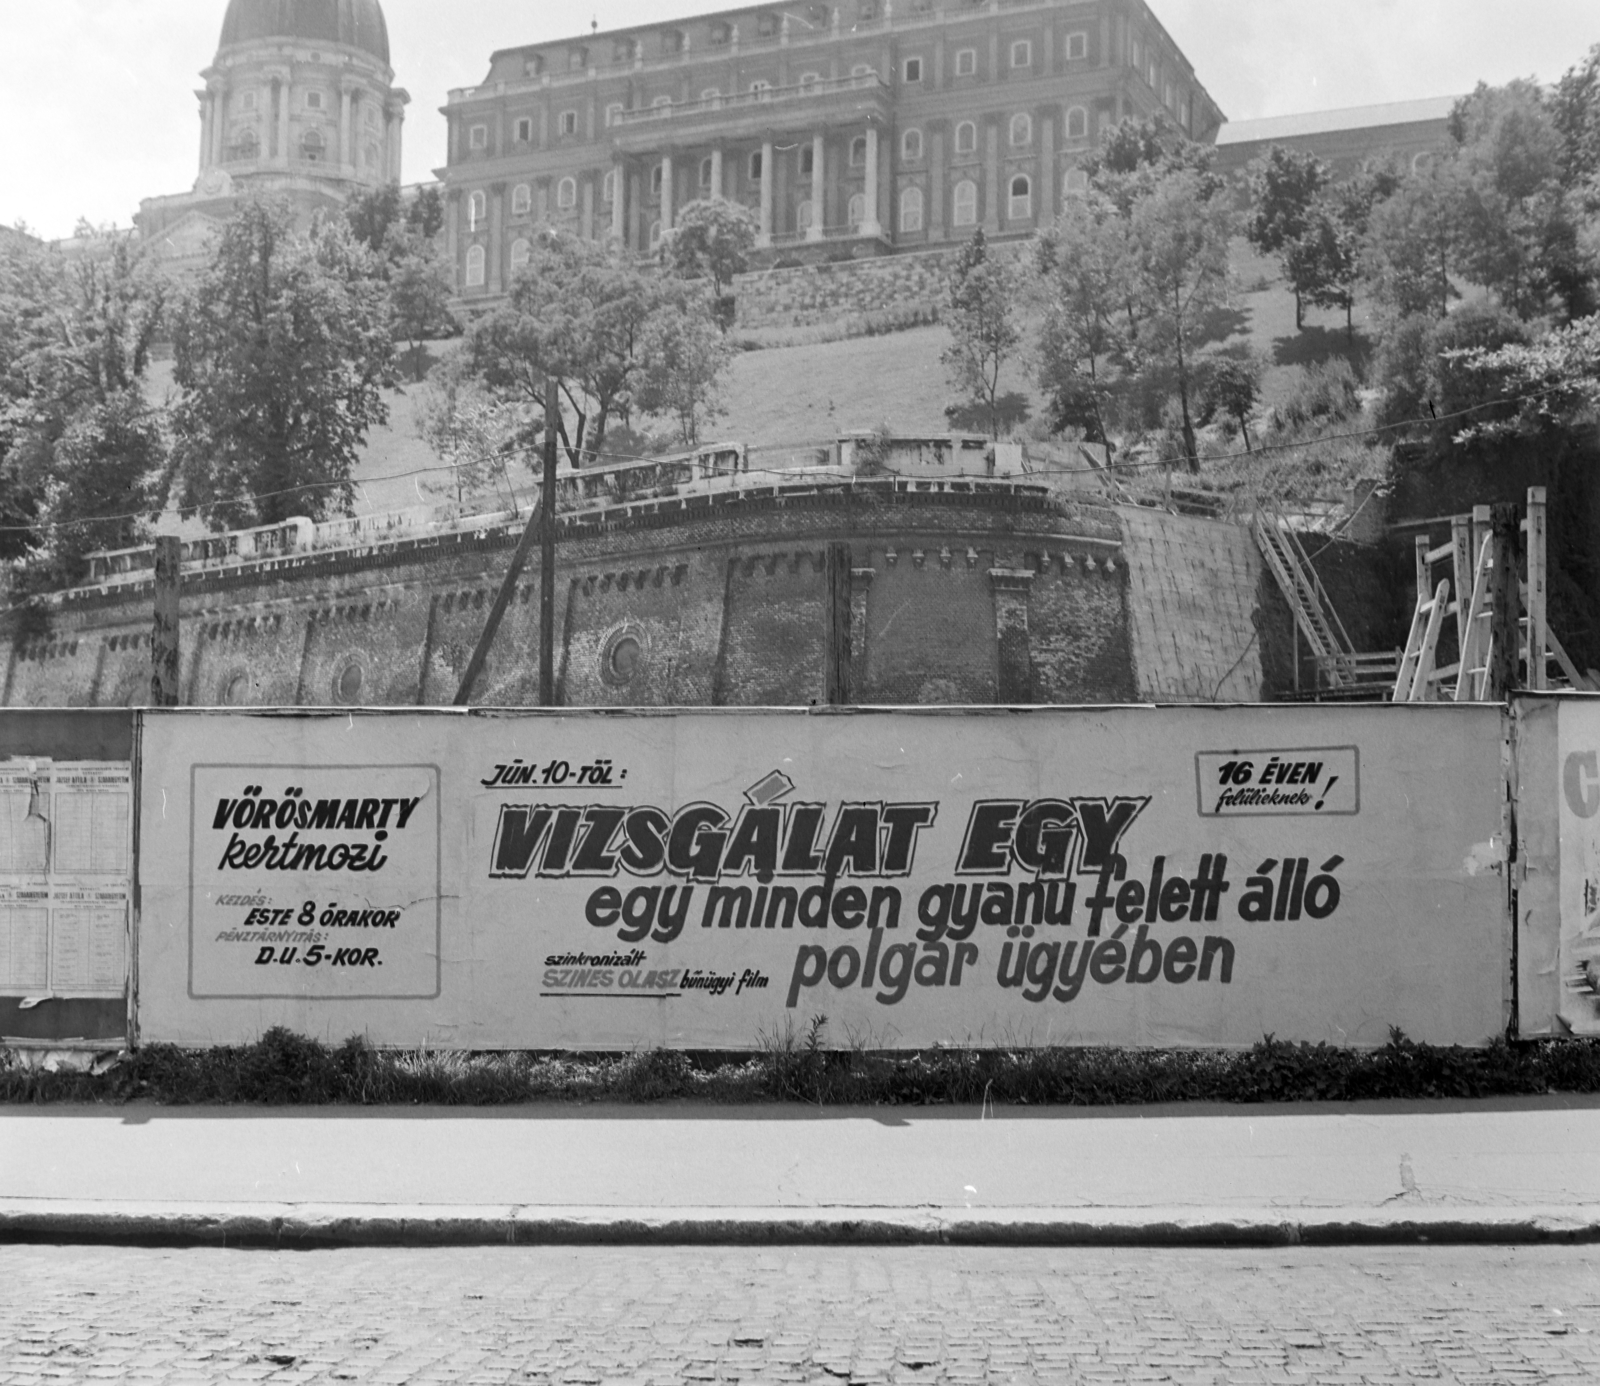 VÖRÖSMARTY
kertmozi
KEZDÉS:
ESTE 8 ÓRAKOR
PÉNZTÁRNYITÁS:
D.U. 5-KOR.
JÚN. 10-TŐL:
VIZSGÁLAT EGY
egy minden gyanú felett álló
polgár ügyében
szinkronizált
SZINES OLASZ bűnügyi film
16 ÉVEN
felülieknek!